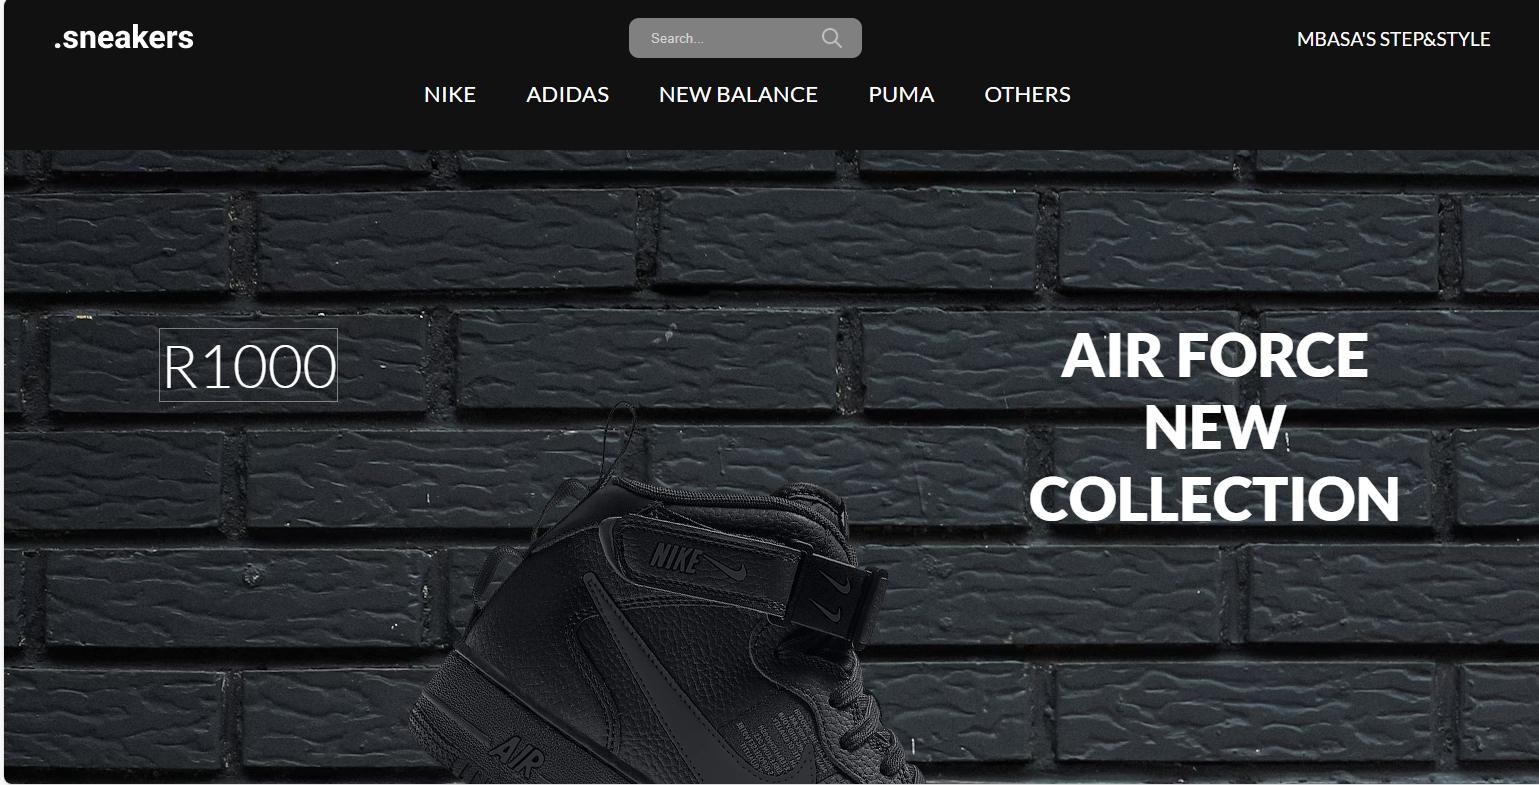 .sneakers
Search...
MBASA'S STEP&STYLE
NIKE ADIDAS NEW BALANCE PUMA OTHERS
R1000
AIR FORCE
NEW
COLLECTION
NIKE
AIR